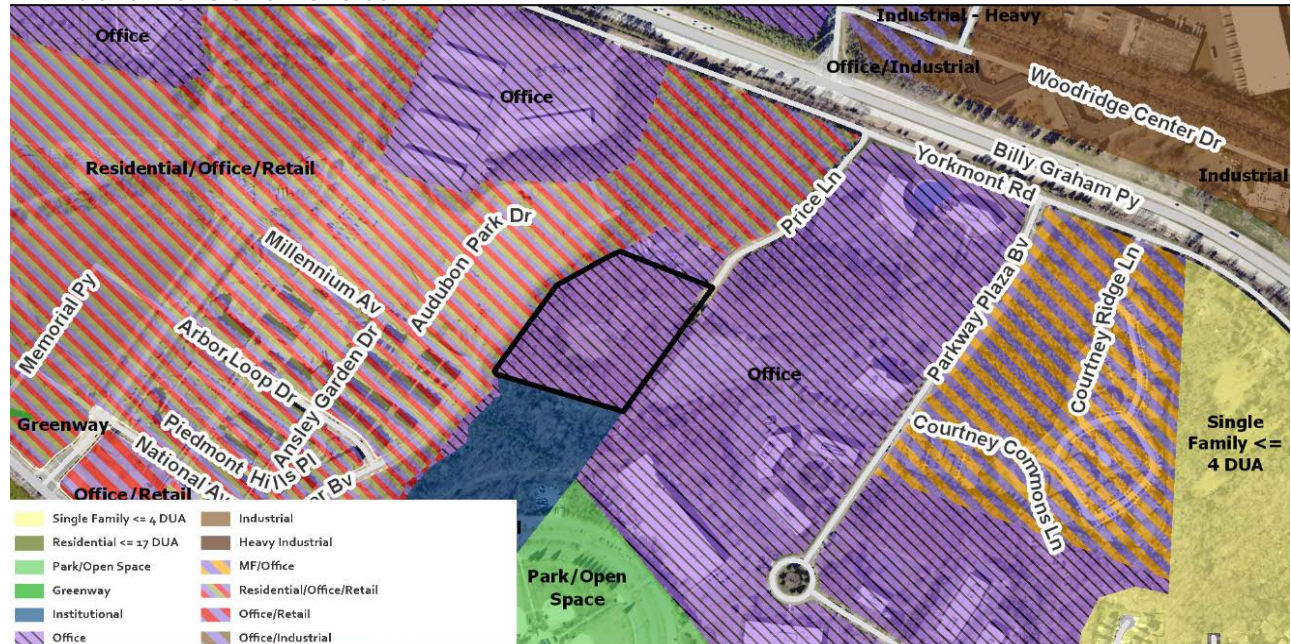 Office
Industrial - Heavy
Office/Industrial
Woodridge Center Dr
Office
Billy Graham Py
Industrial
Residential/Office/Retail
Yorkmont Rd
Price Ln
Audubon Park Dr
Millennium Av
Parkway Plaza Bv
Courtney Ridge Ln
Memorial Py
Arbor Loop Dr
Ansley Garden Dr
Office
Greenway
Piedmont Hills Pl
National Av
Courtney Commons Ln
Single
Family <=
4 DUA
Office/Retail
Bv
Park/Open
Space
Single Family <= 4 DUA
Residential <= 17 DUA
Park/Open Space
Greenway
Institutional
Office
Industrial
Heavy Industrial
MF/Office
Residential/Office/Retail
Office/Retail
Office/Industrial